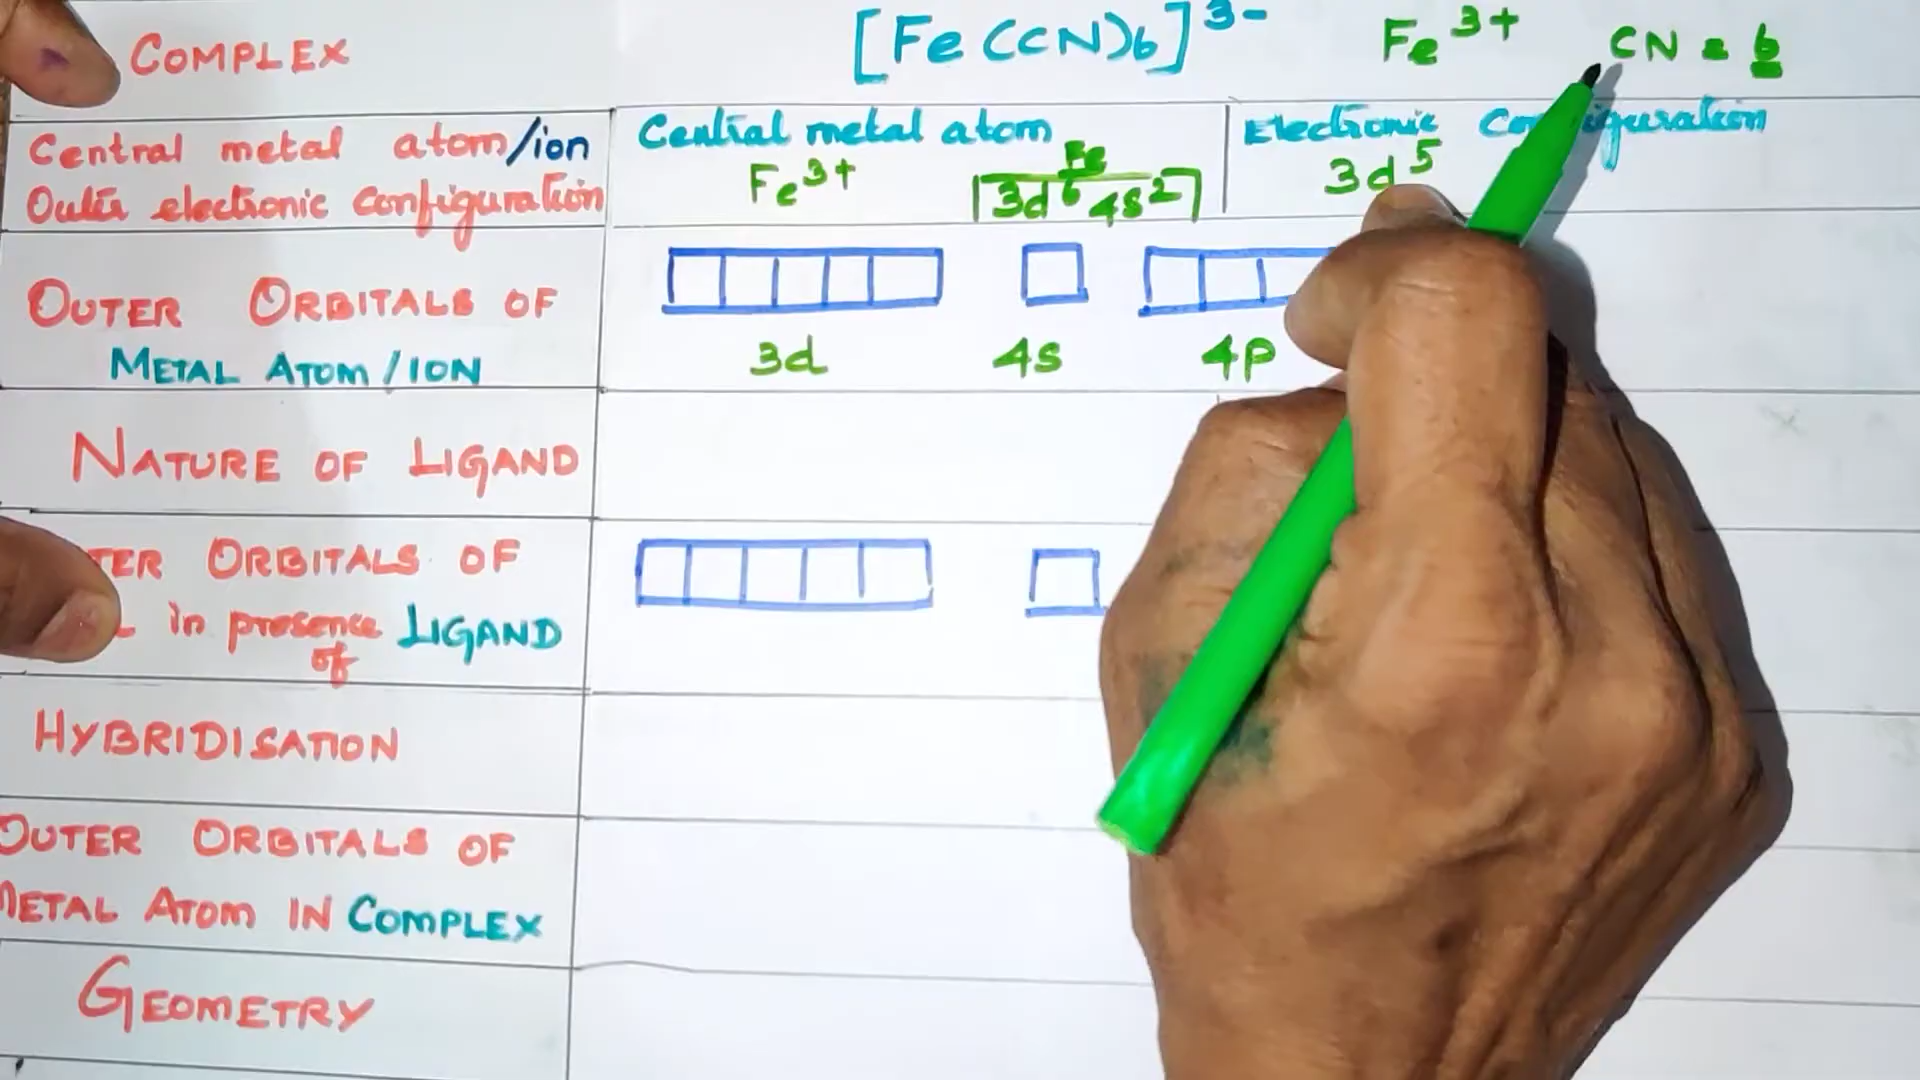 COMPLEX
[Fe(CN)6]3-
Fe3+
CN = 6
Central metal atom/ion
Outer electronic configuration
Central metal atom
Fe3+
Fe
3d6 4s2
Electronic
3d5
OUTER ORBITALS OF
METAL ATOM/ION
3d
4s
4p
NATURE OF LIGAND
ORBITALS OF
in presence of LIGAND
HYBRIDISATION
OUTER ORBITALS OF
METAL ATOM IN COMPLEX
GEOMETRY